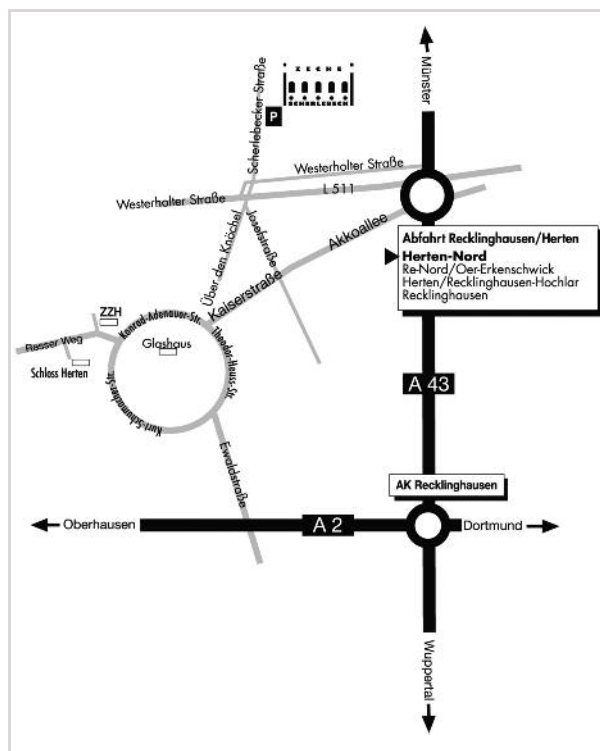 Münster
ZECHE
SCHERLEBECK
P
Scherlebecker Straße
Westerholter Straße
L 511
Westerholter Straße
Über den Knöchel
Josefstraße
Akkoallee
Kaiserstraße
Abfahrt Recklinghausen/Herten
Herten-Nord
Re-Nord/Oer-Erkenschwick
Herten/Recklinghausen-Hochlar
Recklinghausen
ZZH
Konrad-Adenauer-Str.
Resser Weg
Glashaus
Theodor-Heuss-Str.
Schloss Herten
Kurt-Schumacher-Str.
A 43
Ewaldstraße
AK Recklinghausen
Oberhausen
A 2
Dortmund
Wuppertal